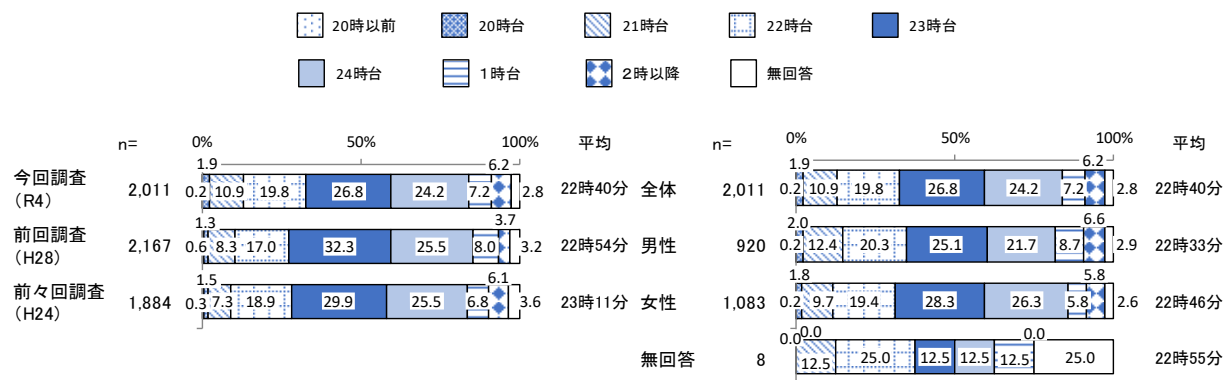 20時以前 20時台 21時台 22時台 23時台
24時台 1時台 2時以降 無回答
n= 0% 50% 100% 平均
1.9 6.2
今回調査
（R4）
2,011 0.2 10.9 19.8 26.8 24.2 7.2 2.8 22時40分
1.3 3.7
前回調査
（H28）
2,167 0.6 8.3 17.0 32.3 25.5 8.0 3.2 22時54分
1.5 6.1
前々回調査
（H24）
1,884 0.3 7.3 18.9 29.9 25.5 6.8 3.6 23時11分
n= 0% 50% 100% 平均
1.9 6.2
全体 2,011 0.2 10.9 19.8 26.8 24.2 7.2 2.8 22時40分
2.0 6.6
男性 920 0.2 12.4 20.3 25.1 21.7 8.7 2.9 22時33分
1.8 5.8
女性 1,083 0.2 9.7 19.4 28.3 26.3 5.8 2.6 22時46分
0.0 0.0 0.0
無回答 8 12.5 25.0 12.5 12.5 12.5 25.0 22時55分